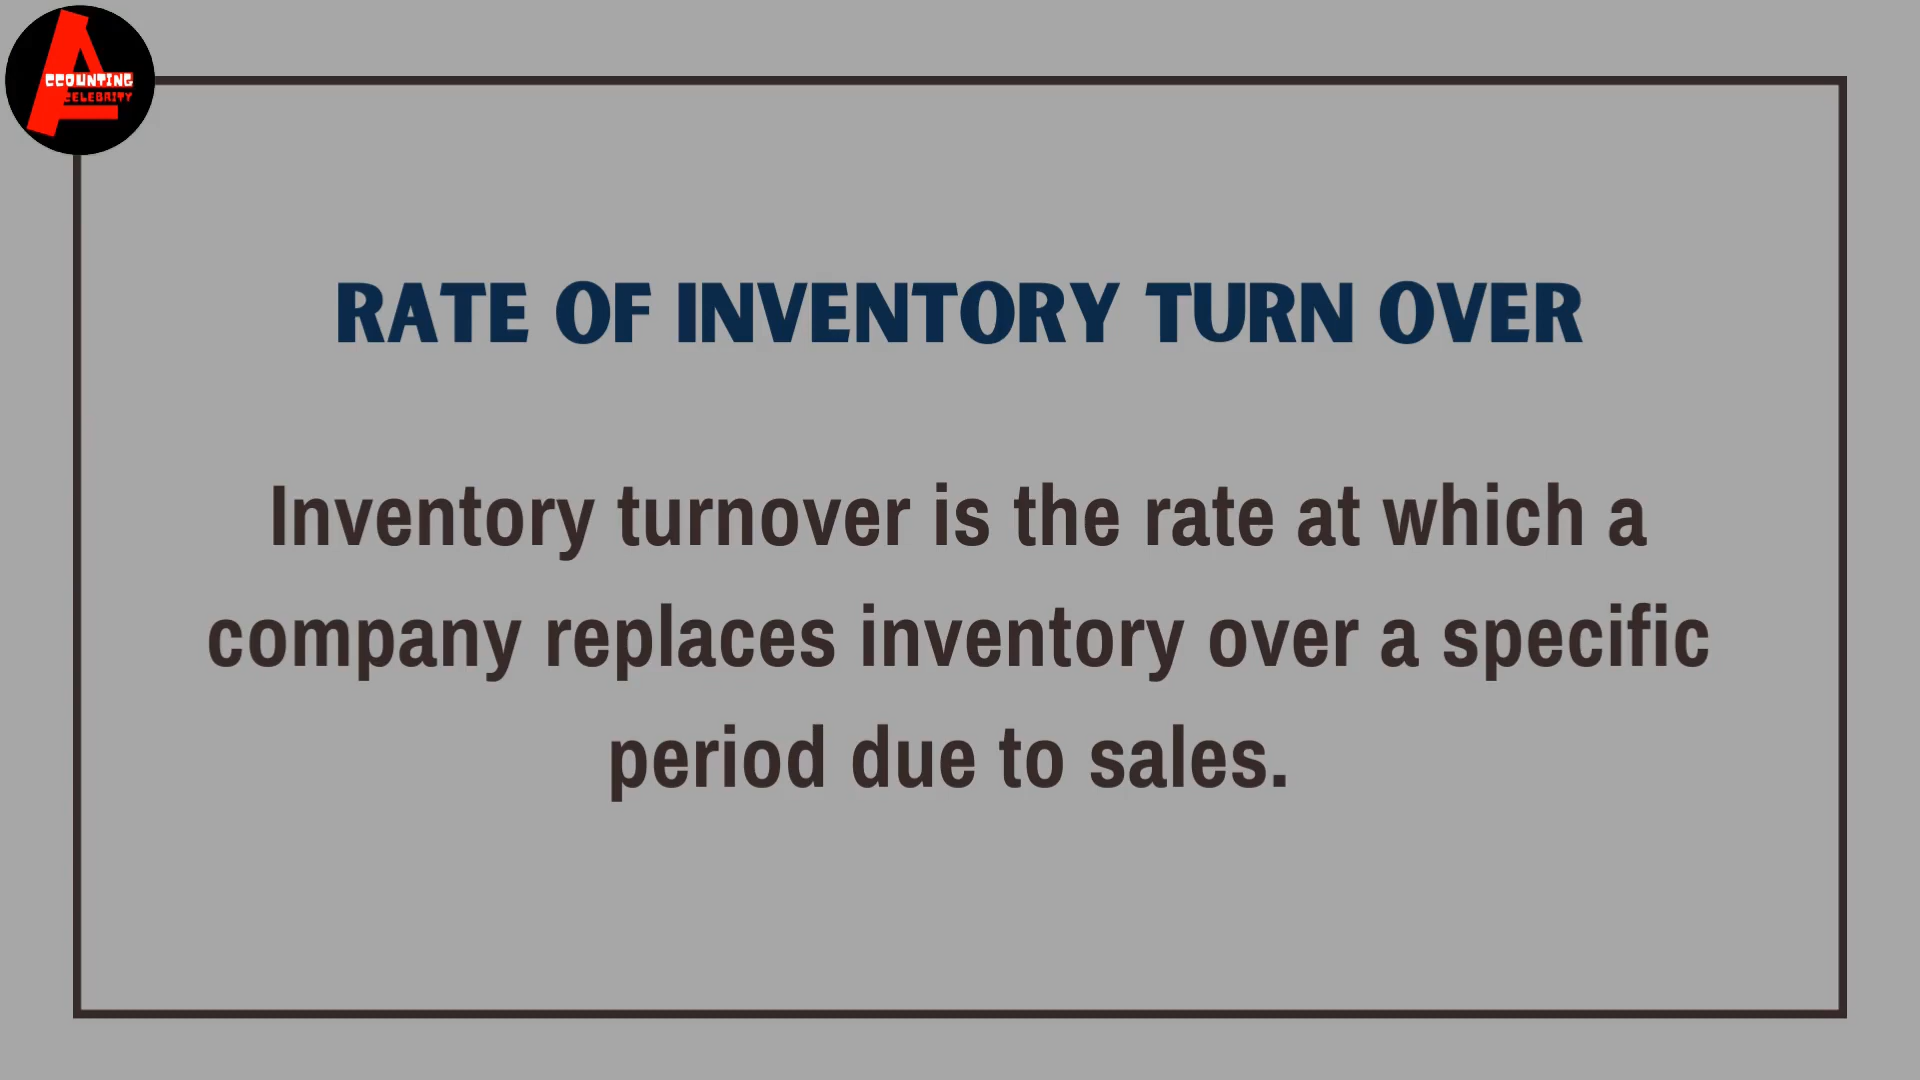 ACCOUNTING
CELEBRITY
RATE OF INVENTORY TURN OVER
Inventory turnover is the rate at which a
company replaces inventory over a specific
period due to sales.